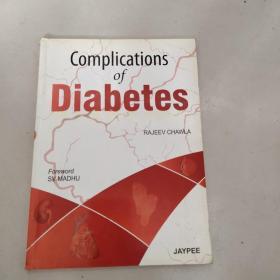 Complications
of
Diabetes
RAJEEV CHAWLA
Foreword
SV MADHU
JAYPEE